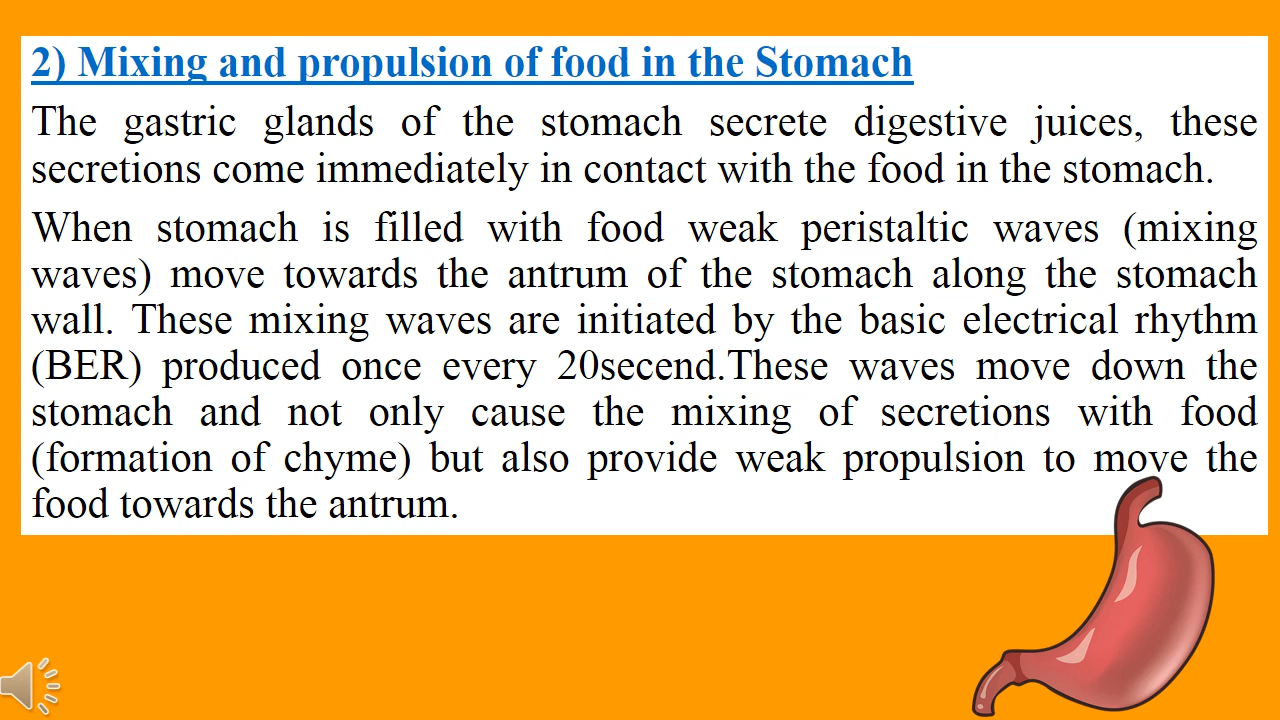 2) Mixing and propulsion of food in the Stomach
The gastric glands of the stomach secrete digestive juices, these
secretions come immediately in contact with the food in the stomach.
When stomach is filled with food weak peristaltic waves (mixing
waves) move towards the antrum of the stomach along the stomach
wall. These mixing waves are initiated by the basic electrical rhythm
(BER) produced once every 20secend.These waves move down the
stomach and not only cause the mixing of secretions with food
(formation of chyme) but also provide weak propulsion to move the
food towards the antrum.